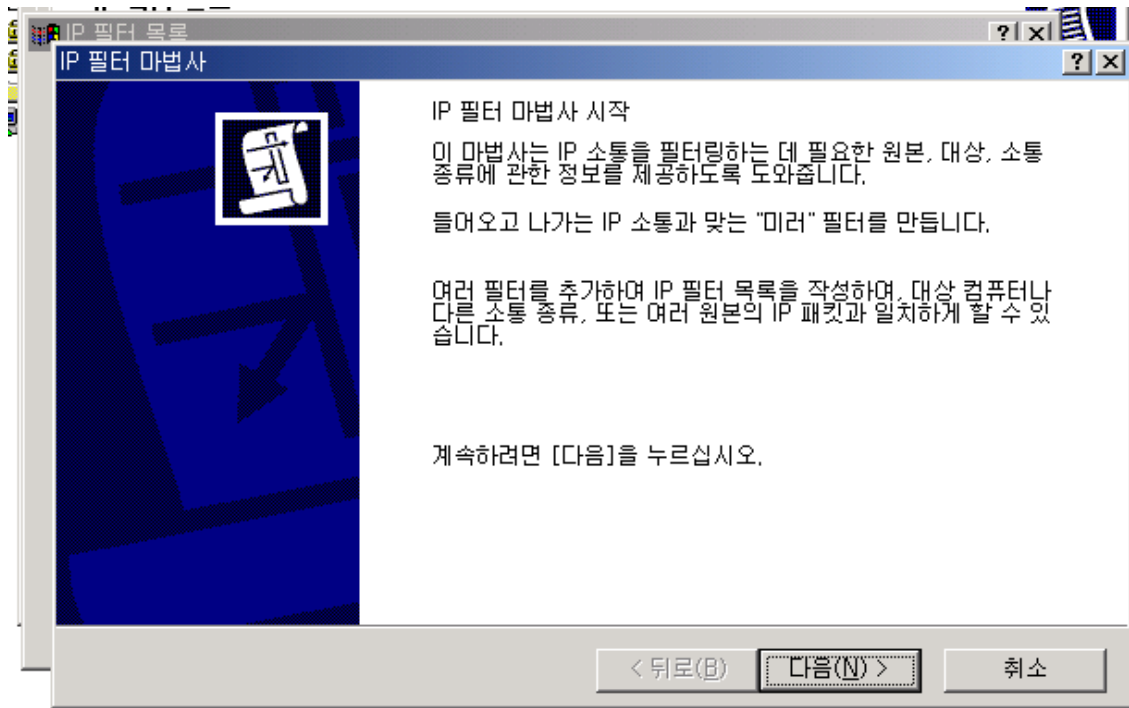 IP 필터 목록
IP 필터 마법사
IP 필터 마법사 시작
이 마법사는 IP 소통을 필터링하는 데 필요한 원본, 대상, 소통
종류에 관한 정보를 제공하도록 도와줍니다.
들어오고 나가는 IP 소통과 맞는 "미러" 필터를 만듭니다.
여러 필터를 추가하여 IP 필터 목록을 작성하여, 대상 컴퓨터나
다른 소통 종류, 또는 여러 원본의 IP 패킷과 일치하게 할 수 있
습니다.
계속하려면 [다음]을 누르십시오.
< 뒤로(B) 다음(N) > 취소